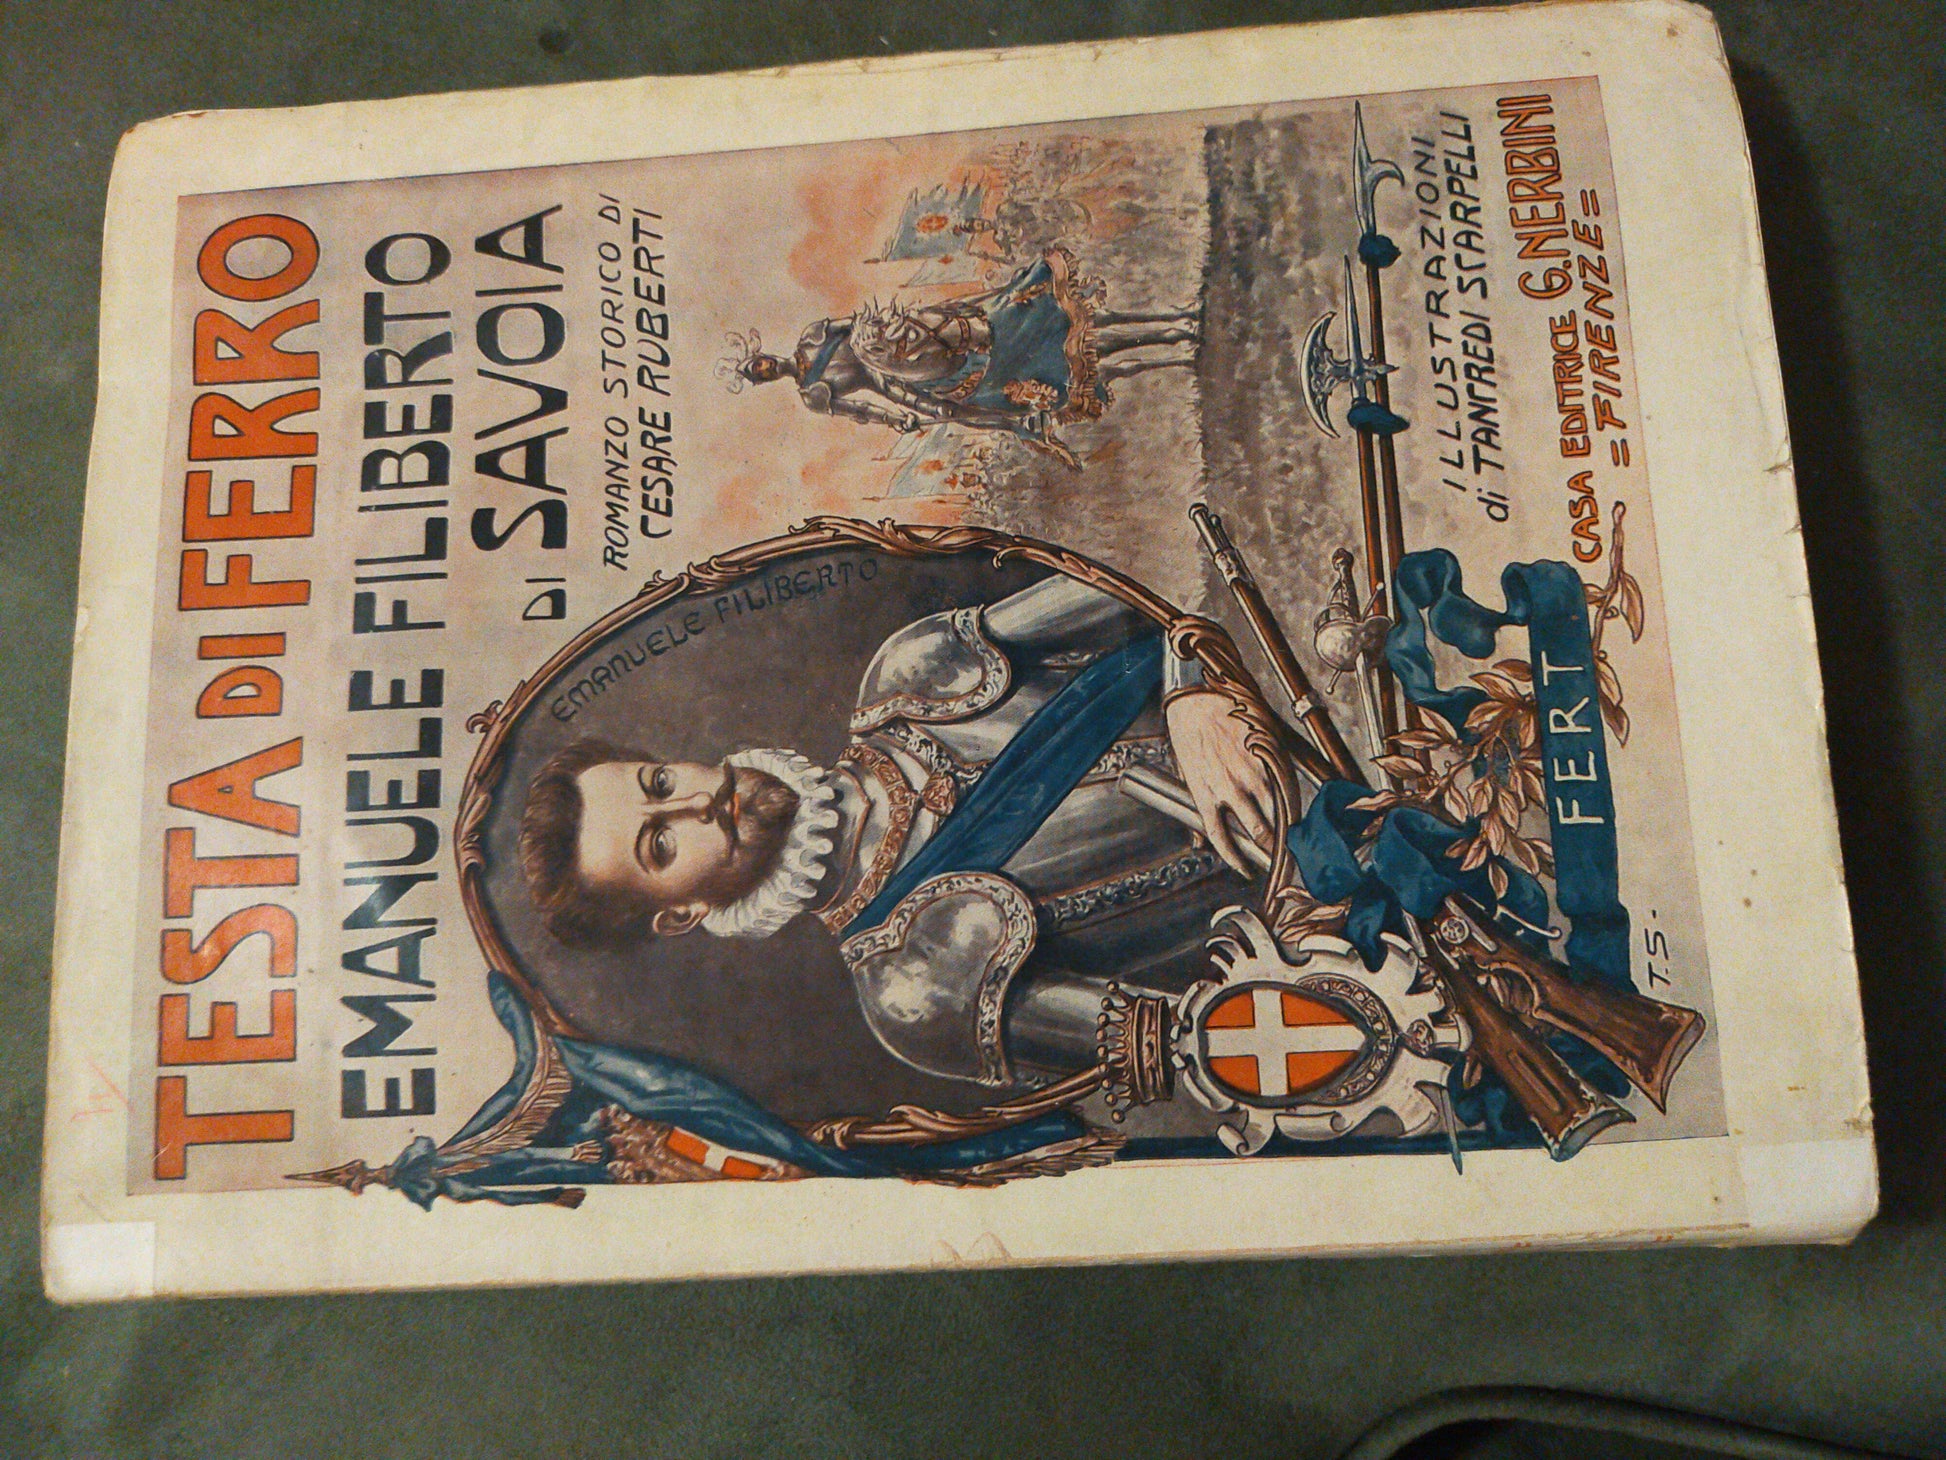 TESTA DI FERRO
EMANUELE FILIBERTO
DI SAVOIA
ROMANZO STORICO DI
CESARE RUBERTI
EMANUELE FILIBERTO
ILLUSTRAZIONI
di TANCREDI SCARPELLI
CASA EDITRICE G. NERBINI
=FIRENZE=
FERT
T.S-